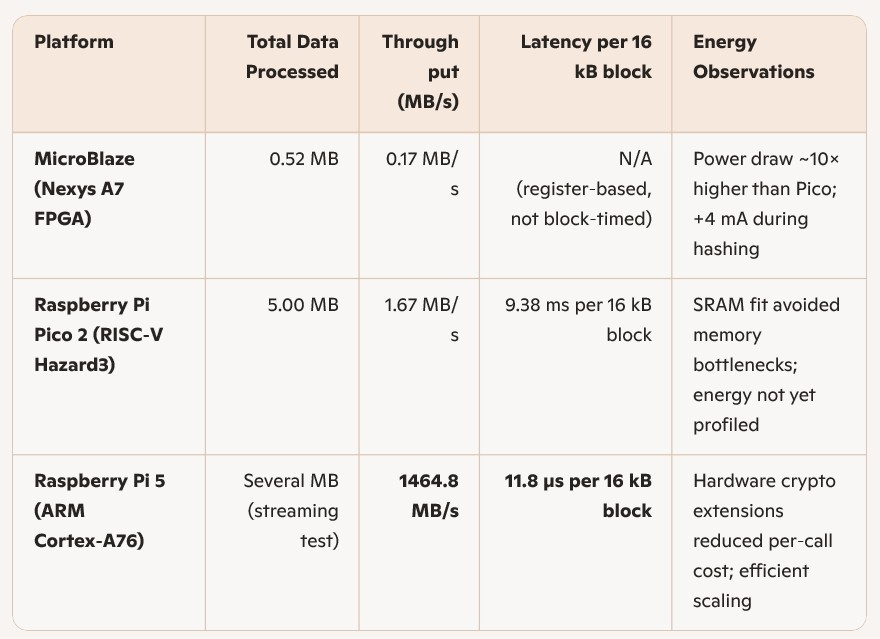 Platform
Total Data
Processed
Through
put
(MB/s)
Latency per 16
kB block
Energy
Observations
MicroBlaze
(Nexys A7
FPGA)
0.52 MB
0.17 MB/
s
N/A
(register-based,
not block-timed)
Power draw ~10×
higher than Pico;
+4 mA during
hashing
Raspberry Pi
Pico 2 (RISC-V
Hazard3)
5.00 MB
1.67 MB/
s
9.38 ms per 16 kB
block
SRAM fit avoided
memory
bottlenecks;
energy not yet
profiled
Raspberry Pi 5
(ARM
Cortex-A76)
Several MB
(streaming
test)
1464.8
MB/s
11.8 µs per 16 kB
block
Hardware crypto
extensions
reduced per-call
cost; efficient
scaling